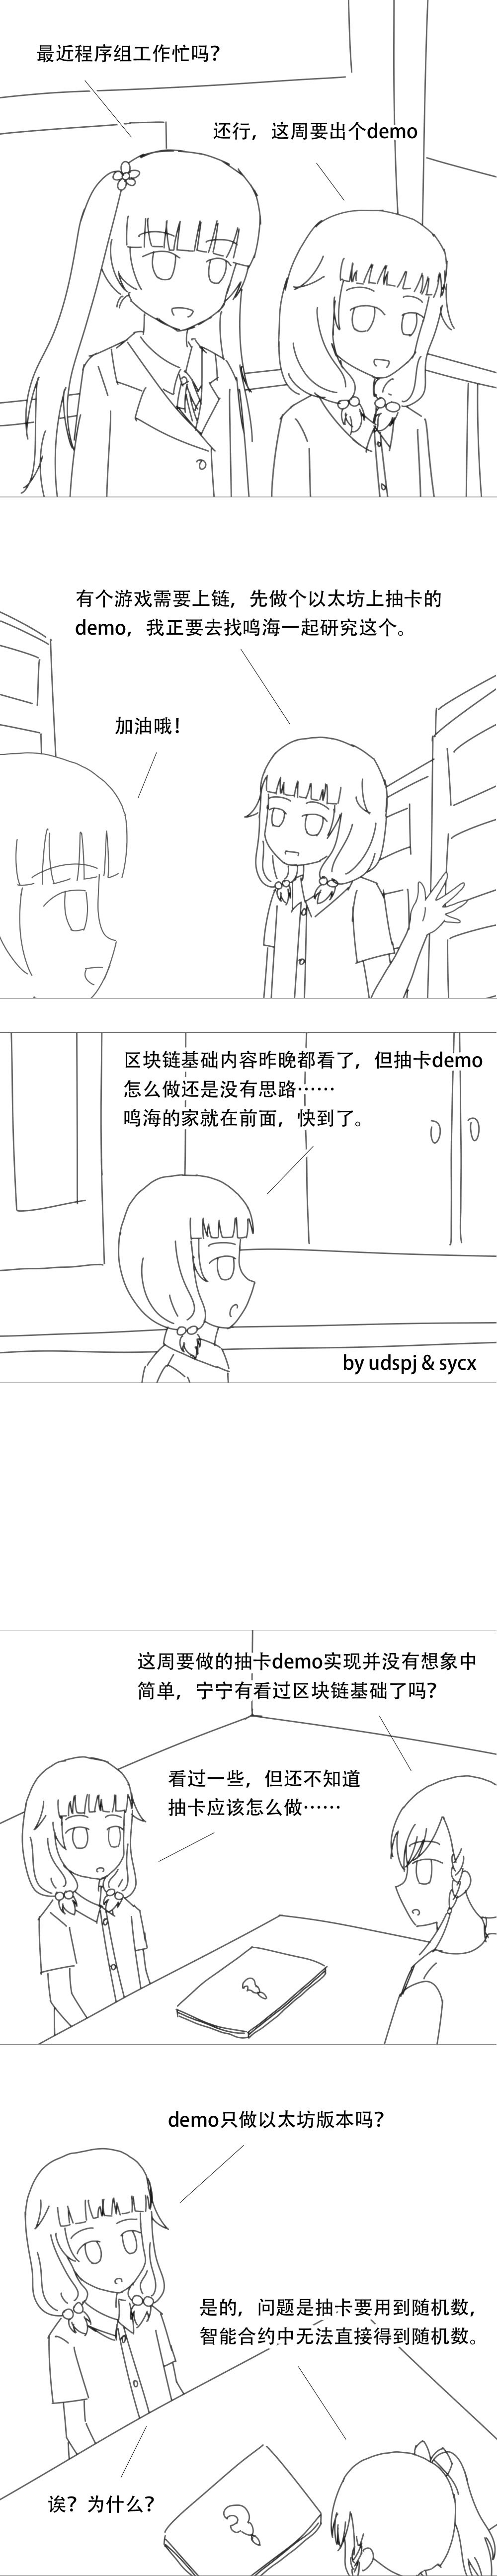 最近程序组工作忙吗？
还行，这周要出个demo
有个游戏需要上链，先做个以太坊上抽卡的
demo，我正要去找鸣海一起研究这个。
加油哦！
区块链基础内容昨晚都看了，但抽卡demo
怎么做还是没有思路……
鸣海的家就在前面，快到了。
by udspj & sycx
这周要做的抽卡demo实现并没有想象中
简单，宁宁有看过区块链基础了吗？
看过一些，但还不知道
抽卡应该怎么做……
demo只做以太坊版本吗？
是的，问题是抽卡要用到随机数，
智能合约中无法直接得到随机数。
诶？为什么？